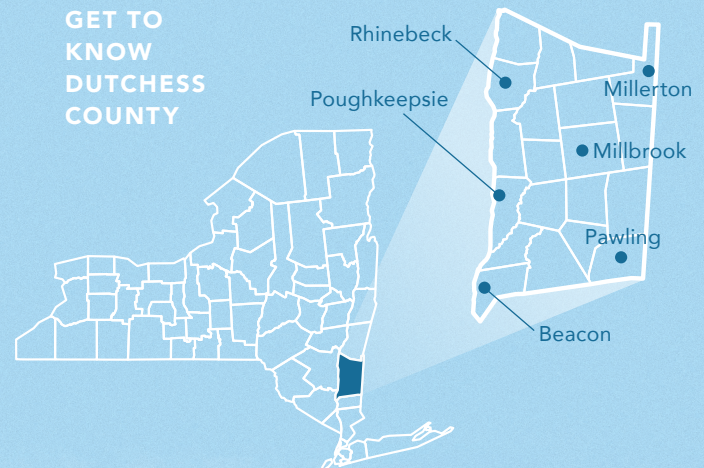 GET TO
KNOW
DUTCHESS
COUNTY
Rhinebeck
Millerton
Poughkeepsie
Millbrook
Pawling
Beacon